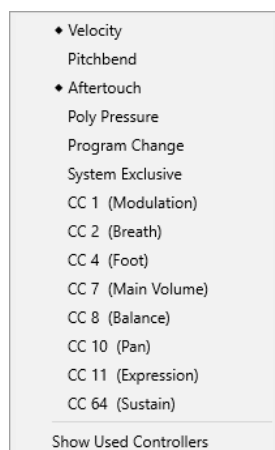 Velocity
Pitchbend
Aftertouch
Poly Pressure
Program Change
System Exclusive
CC 1 (Modulation)
CC 2 (Breath)
CC 4 (Foot)
CC 7 (Main Volume)
CC 8 (Balance)
CC 10 (Pan)
CC 11 (Expression)
CC 64 (Sustain)
Show Used Controllers